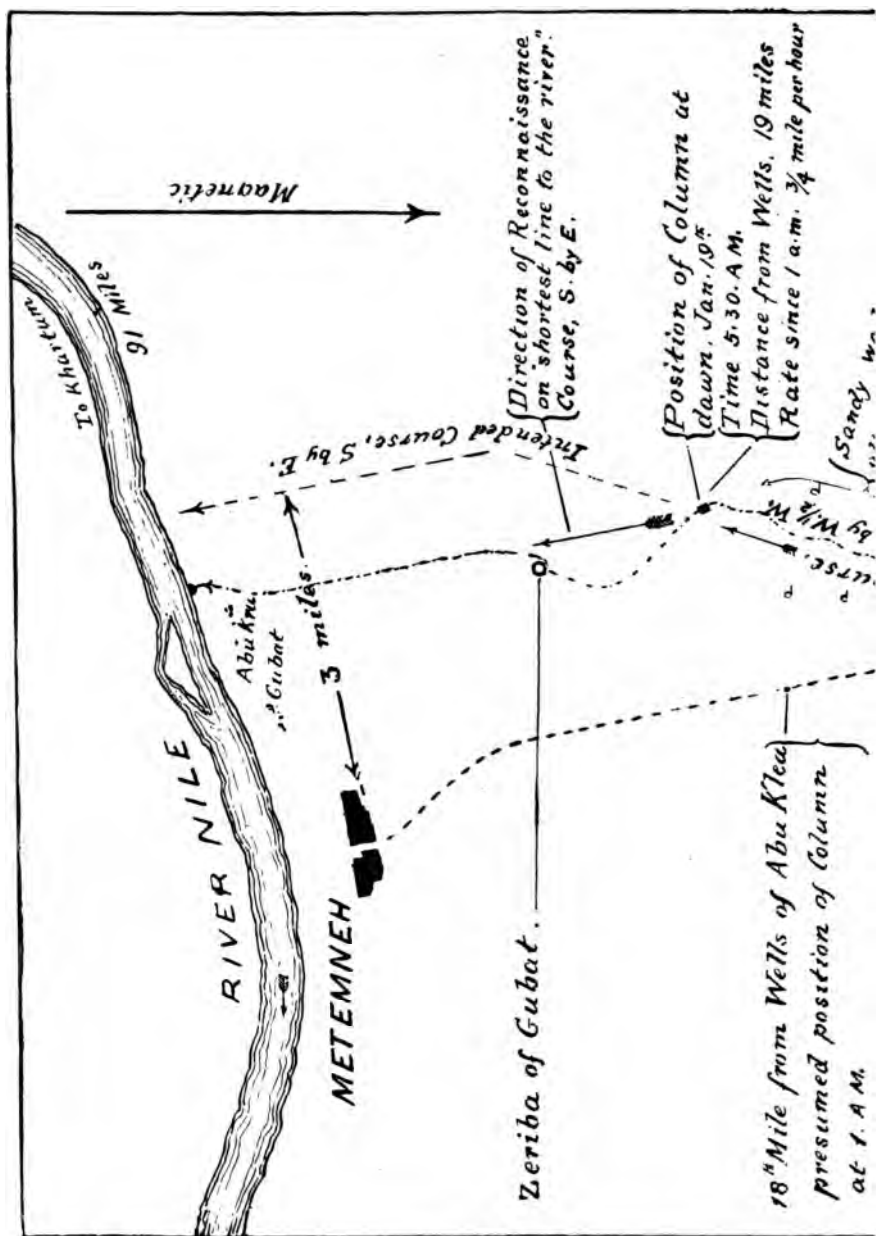 To Khartum
91 Miles
Magnetic
RIVER NILE
Abu Kru
Gubat
3 miles
METEMNEH
Intended Course, S by E.
Direction of Reconnaissance
on "shortest line to the river."
Course, S. by E.
Position of Column at
dawn, Jan. 19th
Time 5.30. A.M.
Distance from Wells, 19 miles
Rate since 1 a.m. 3/4 mile per hour
Zeriba of Gubat.
Sandy
by W 1/2 W.
18th Mile from Wells of Abu Klea
presumed position of Column
at 1. A M.